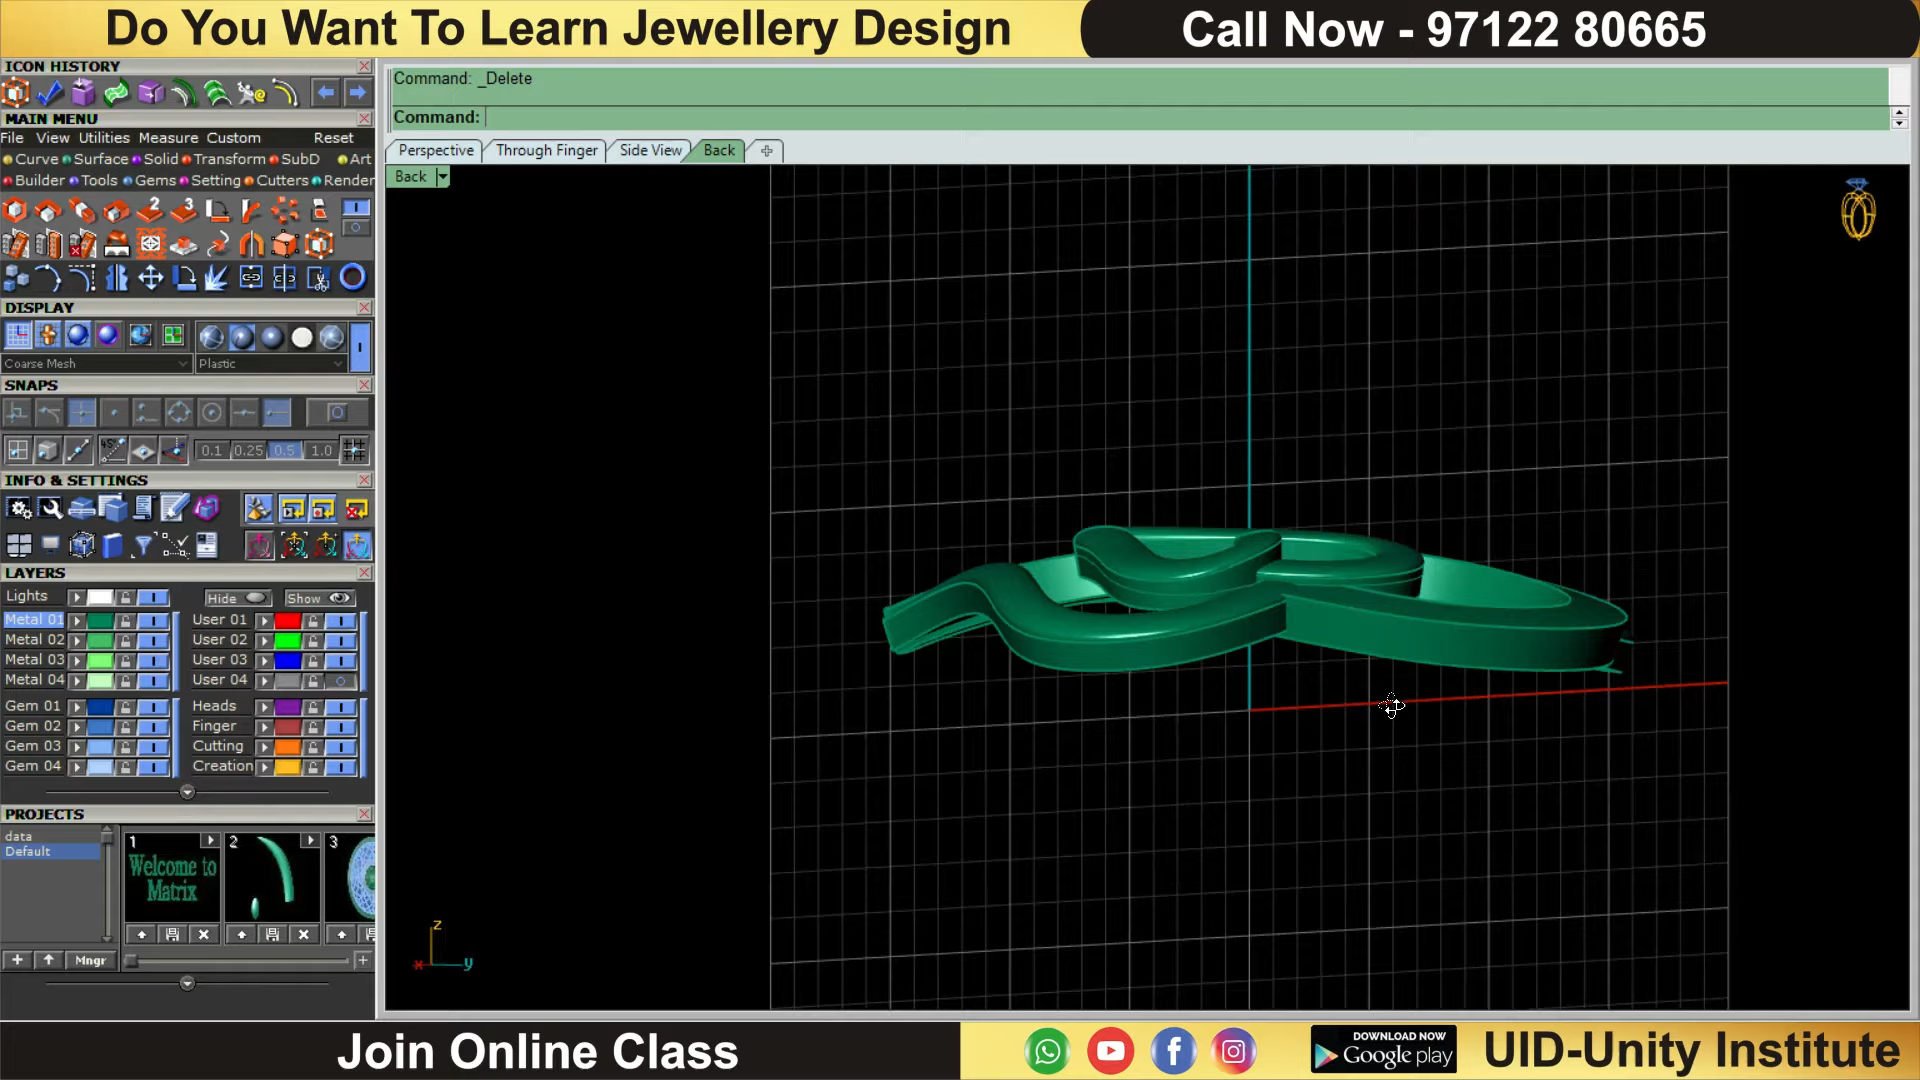 Do You Want To Learn Jewellery Design
Call Now - 97122 80665
ICON HISTORY
MAIN MENU
File View Utilities Measure Custom Reset
Curve Surface Solid Transform SubD Art
Builder Tools Gems Setting Cutters Render
2 3
DISPLAY
Coarse Mesh Plastic
SNAPS
0.1 0.25 0.5 1.0
INFO & SETTINGS
LAYERS
Lights Hide Show
Metal 01 User 01
Metal 02 User 02
Metal 03 User 03
Metal 04 User 04
Gem 01 Heads
Gem 02 Finger
Gem 03 Cutting
Gem 04 Creation
PROJECTS
data
Default
1 2 3
Welcome to
Matrix
Mngr
Command: _Delete
Command:
Perspective Through Finger Side View Back
Back
z
x y
Join Online Class
DOWNLOAD NOW
Google play
UID-Unity Institute